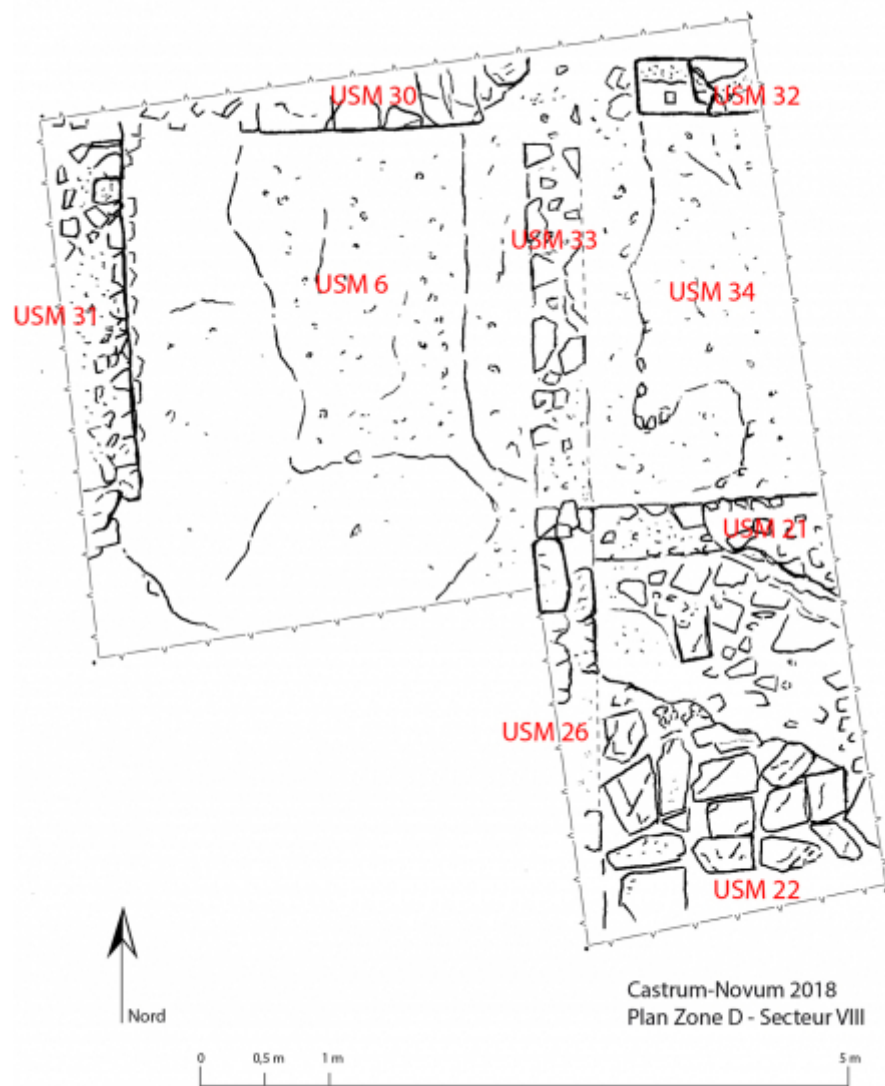 USM 30
USM 32
USM 33
USM 6
USM 34
USM 31
USM 21
USM 26
USM 22
Castrum-Novum 2018
Plan Zone D - Secteur VIII
Nord
0 0,5 m 1 m 5 m